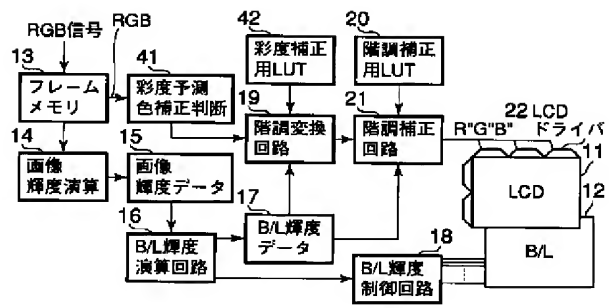 RGB信号
RGB
13
フレーム
メモリ
41
彩度予測
色補正判断
42
彩度補正
用LUT
20
階調補正
用LUT
19
階調変換
回路
21
階調補正
回路
22 LCD
ドライバ
R"G"B"
11
LCD
12
B/L
14
画像
輝度演算
15
画像
輝度データ
16
B/L輝度
演算回路
17
B/L輝度
データ
18
B/L輝度
制御回路